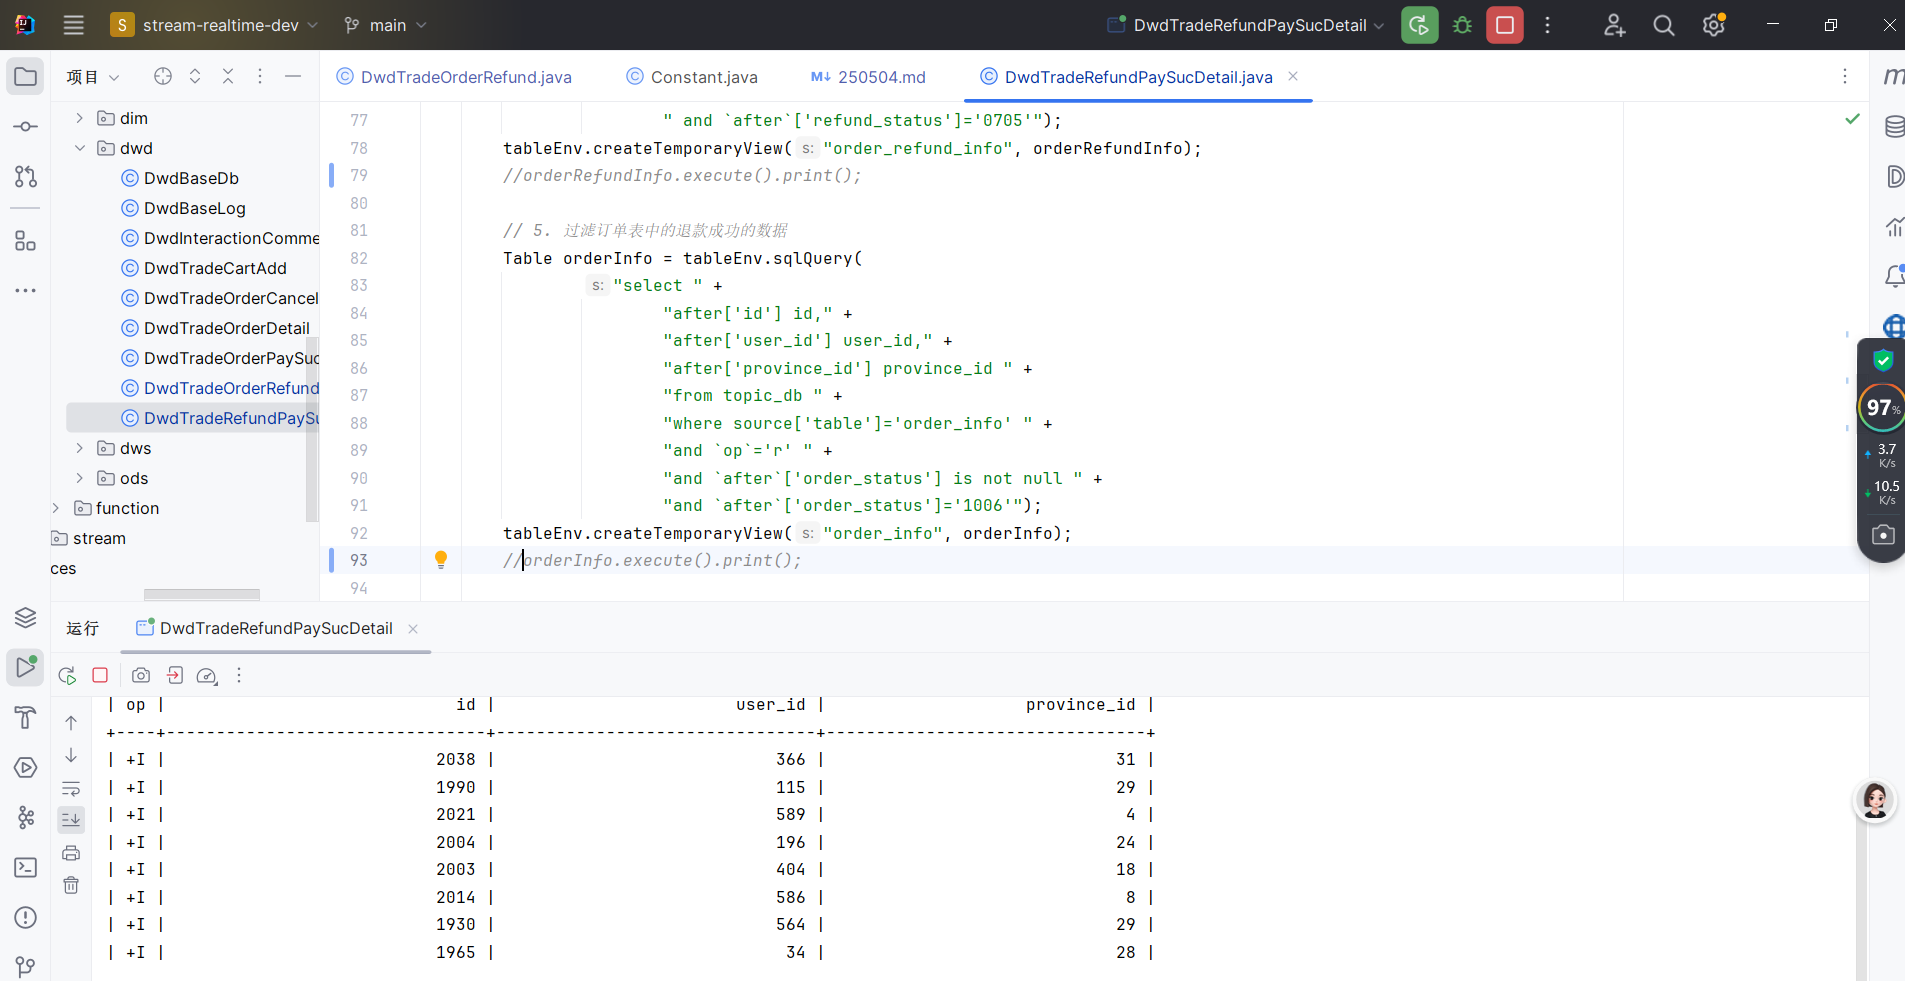 S stream-realtime-dev main DwdTradeRefundPaySucDetail
项目 DwdTradeOrderRefund.java Constant.java M↓ 250504.md DwdTradeRefundPaySucDetail.java
dim
dwd
DwdBaseDb
DwdBaseLog
DwdInteractionComme
DwdTradeCartAdd
DwdTradeOrderCancel
DwdTradeOrderDetail
DwdTradeOrderPaySuc
DwdTradeOrderRefund
DwdTradeRefundPaySu
dws
ods
function
stream
ces
77 " and `after`['refund_status']='0705'");
78 tableEnv.createTemporaryView( s: "order_refund_info", orderRefundInfo);
79 //orderRefundInfo.execute().print();
80
81 // 5. 过滤订单表中的退款成功的数据
82 Table orderInfo = tableEnv.sqlQuery(
83 s: "select " +
84 "after['id'] id," +
85 "after['user_id'] user_id," +
86 "after['province_id'] province_id " +
87 "from topic_db " +
88 "where source['table']='order_info' " +
89 "and `op`='r' " +
90 "and `after`['order_status'] is not null " +
91 "and `after`['order_status']='1006'");
92 tableEnv.createTemporaryView( s: "order_info", orderInfo);
93 //orderInfo.execute().print();
94
97%
3.7
K/s
10.5
K/s
运行 DwdTradeRefundPaySucDetail
| op | id | user_id | province_id |
+----+--------------------------------+--------------------------------+--------------------------------+
| +I | 2038 | 366 | 31 |
| +I | 1990 | 115 | 29 |
| +I | 2021 | 589 | 4 |
| +I | 2004 | 196 | 24 |
| +I | 2003 | 404 | 18 |
| +I | 2014 | 586 | 8 |
| +I | 1930 | 564 | 29 |
| +I | 1965 | 34 | 28 |